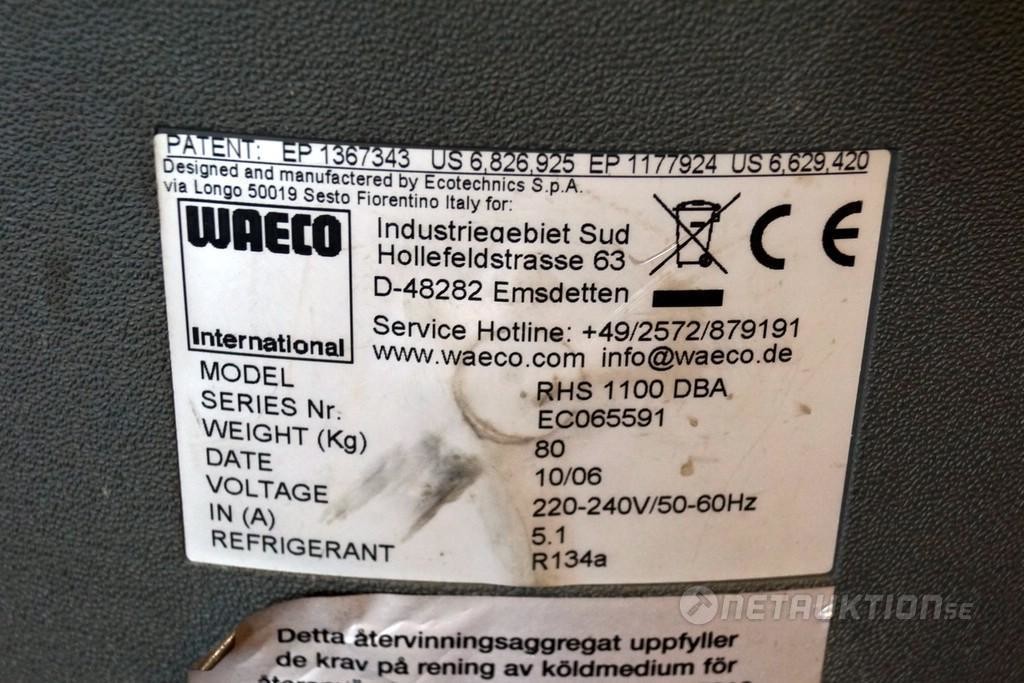 PATENT: EP 1367343 US 6,826,925 EP 1177924 US 6,629,420
Designed and manufactered by Ecotechnics S.p.A.
via Longo 50019 Sesto Fiorentino Italy for:
WAECO
International
Industriegebiet Sud
Hollefeldstrasse 63
D-48282 Emsdetten
CE
Service Hotline: +49/2572/879191
www.waeco.com info@waeco.de
MODEL RHS 1100 DBA
SERIES Nr. EC065591
WEIGHT (Kg) 80
DATE 10/06
VOLTAGE 220-240V/50-60Hz
IN (A) 5.1
REFRIGERANT R134a
NETAUKTION.SE
Detta återvinningsaggregat uppfyller
de krav på rening av köldmedium för